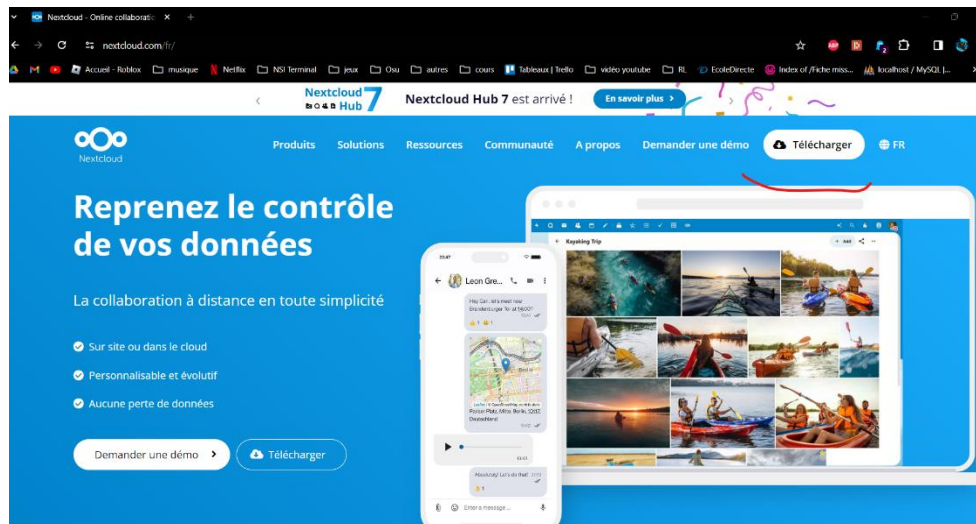 Nextcloud - Online collaboratio
nextcloud.com/fr/
Accueil - Roblox musique Netflix NSI Terminal jeux Osu autres cours Tableaux | Trello vidéo youtube RL EcoleDirecte Index of /Fiche miss... localhost / MySQL |...
Nextcloud Hub 7
Nextcloud Hub 7 est arrivé ! En savoir plus
Nextcloud
Produits Solutions Ressources Communauté A propos Demander une démo Télécharger FR
Reprenez le contrôle
de vos données
La collaboration à distance en toute simplicité
Sur site ou dans le cloud
Personnalisable et évolutif
Aucune perte de données
Demander une démo Télécharger
Leon Gre...
Berlin
Enter a message...
Kayaking Trip
Add